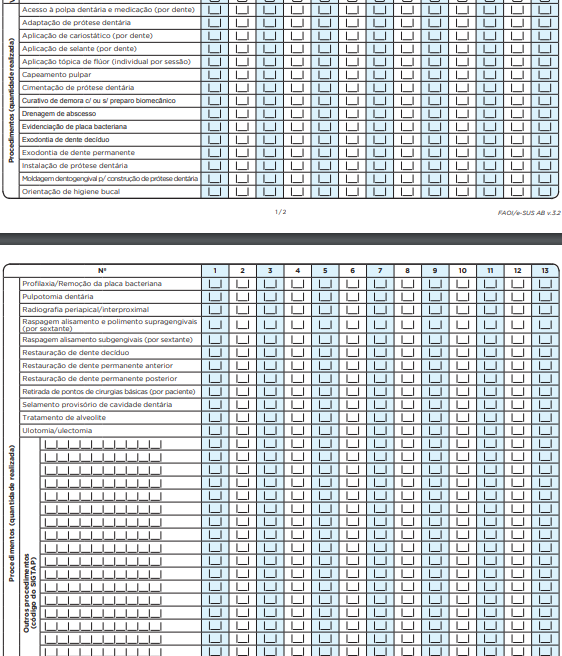 Procedimentos (quantidade realizada)
Acesso à polpa dentária e medicação (por dente)
Adaptação de prótese dentária
Aplicação de cariostático (por dente)
Aplicação de selante (por dente)
Aplicação tópica de flúor (individual por sessão)
Capeamento pulpar
Cimentação de prótese dentária
Curativo de demora c/ ou s/ preparo biomecânico
Drenagem de abscesso
Evidenciação de placa bacteriana
Exodontia de dente decíduo
Exodontia de dente permanente
Instalação de prótese dentária
Moldagem dentogengival p/ construção de prótese dentária
Orientação de higiene bucal
1/2
FAOI/e-SUS AB v.3.2
Nº 1 2 3 4 5 6 7 8 9 10 11 12 13
Procedimentos (quantidade realizada)
Profilaxia/Remoção da placa bacteriana
Pulpotomia dentária
Radiografia periapical/interproximal
Raspagem alisamento e polimento supragengivais
(por sextante)
Raspagem alisamento subgengivais (por sextante)
Restauração de dente decíduo
Restauração de dente permanente anterior
Restauração de dente permanente posterior
Retirada de pontos de cirurgias básicas (por paciente)
Selamento provisório de cavidade dentária
Tratamento de alveolite
Ulotomia/ulectomia
Outros procedimentos
(código do SIGTAP)